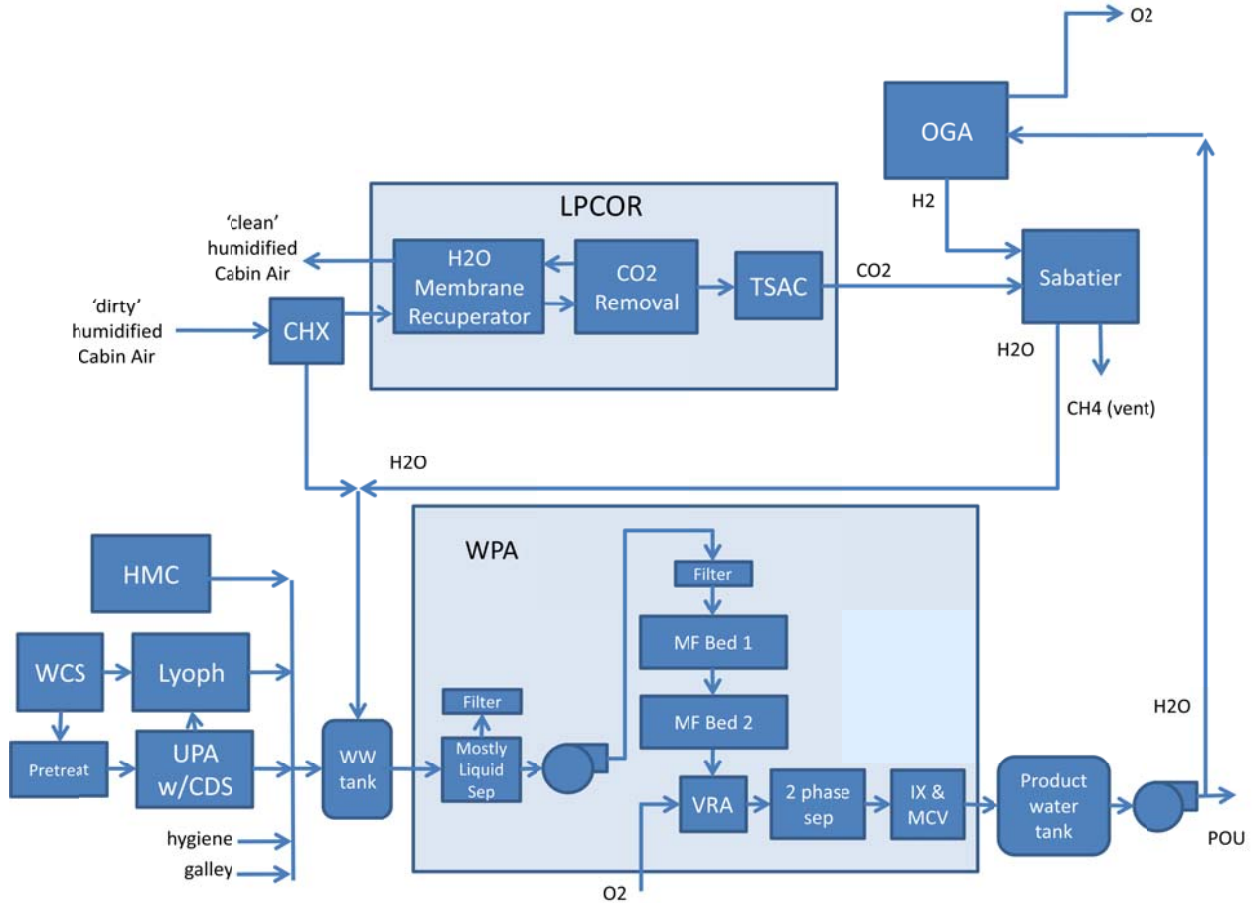 O2
OGA
H2
LPCOR
'clean'
humidified
Cabin Air
H2O
Membrane
Recuperator
CO2
Removal
TSAC
CO2
Sabatier
'dirty'
humidified
Cabin Air
CHX
H2O
CH4 (vent)
H2O
WPA
HMC
Filter
MF Bed 1
WCS
Lyoph
Filter
MF Bed 2
H2O
Pretreat
UPA
w/CDS
WW
tank
Mostly
Liquid
Sep
VRA
2 phase
sep
IX &
MCV
Product
water
tank
hygiene
galley
POU
O2